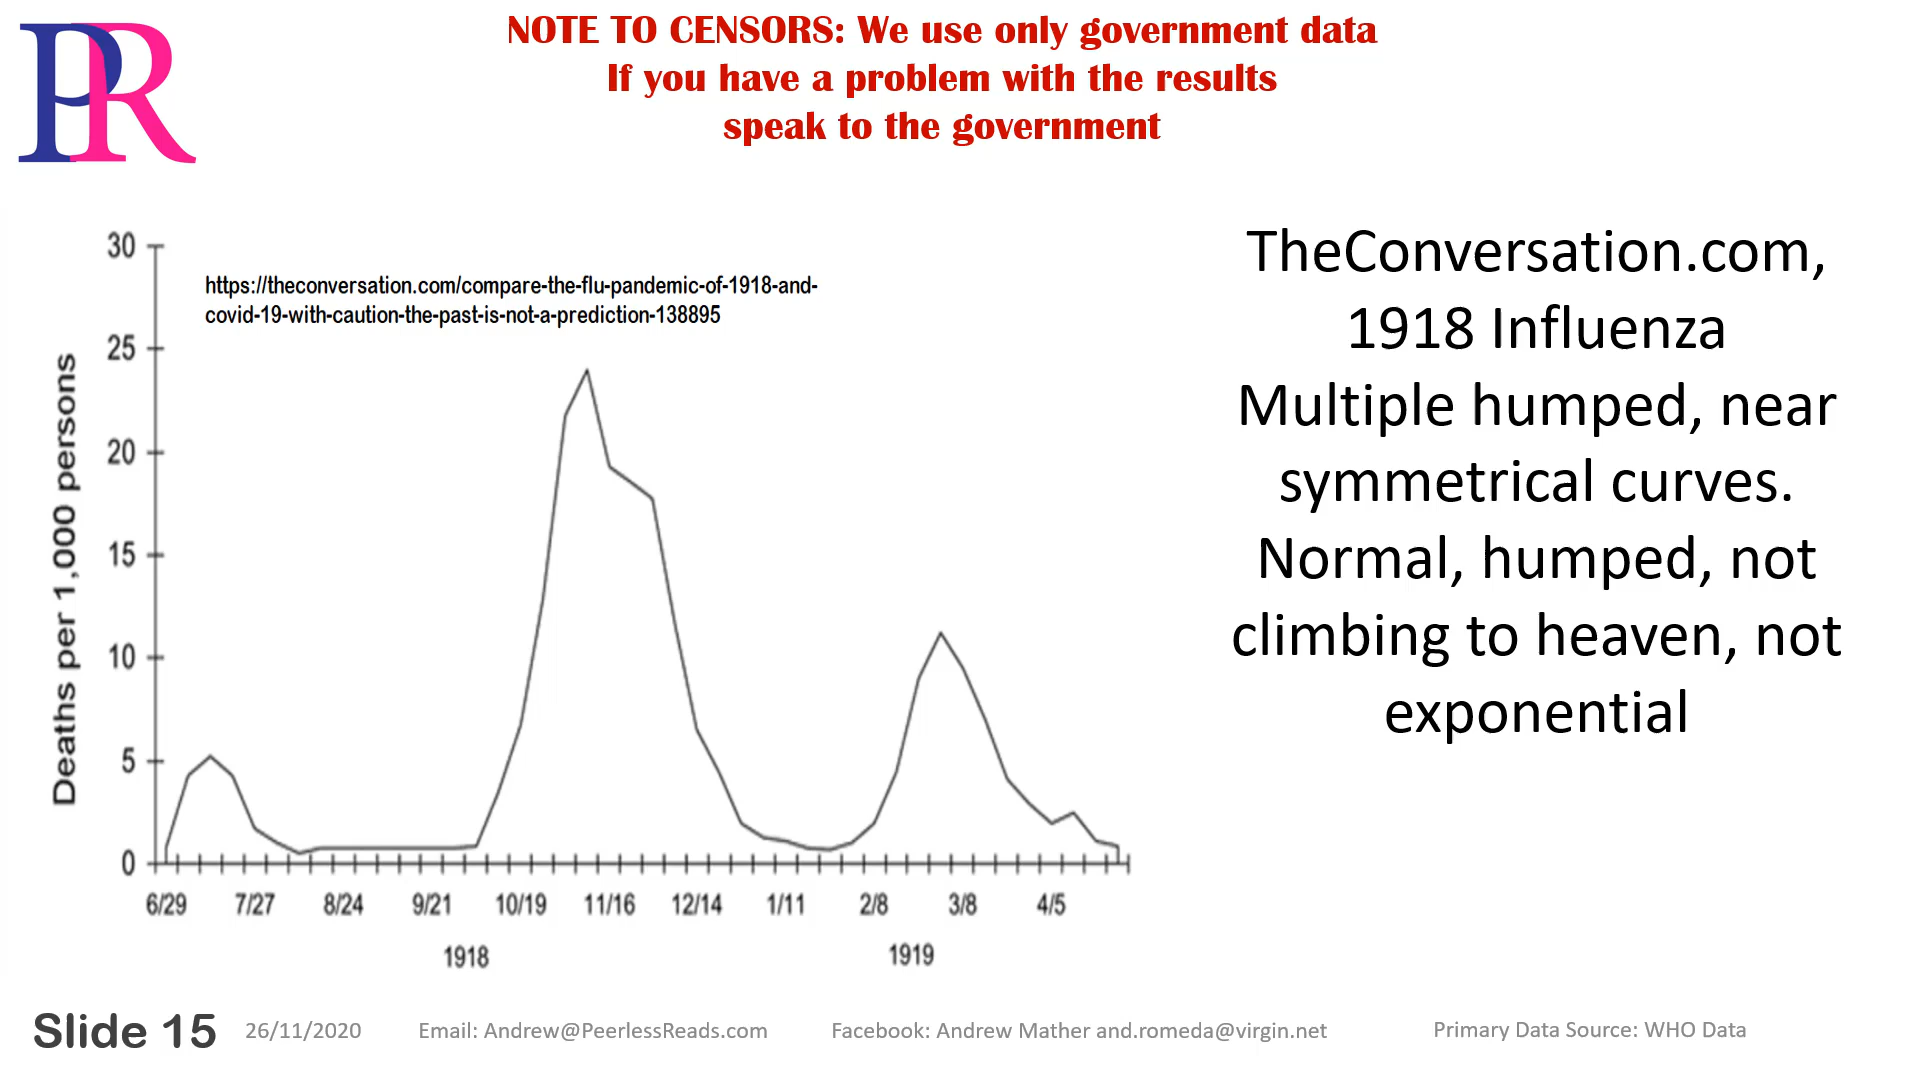 PR
NOTE TO CENSORS: We use only government data
If you have a problem with the results
speak to the government
30
25
20
15
10
5
0
Deaths per 1,000 persons
https://theconversation.com/compare-the-flu-pandemic-of-1918-and-
covid-19-with-caution-the-past-is-not-a-prediction-138895
6/29 7/27 8/24 9/21 10/19 11/16 12/14 1/11 2/8 3/8 4/5
1918 1919
TheConversation.com,
1918 Influenza
Multiple humped, near
symmetrical curves.
Normal, humped, not
climbing to heaven, not
exponential
Slide 15 26/11/2020 Email: Andrew@PeerlessReads.com Facebook: Andrew Mather and.romeda@virgin.net Primary Data Source: WHO Data